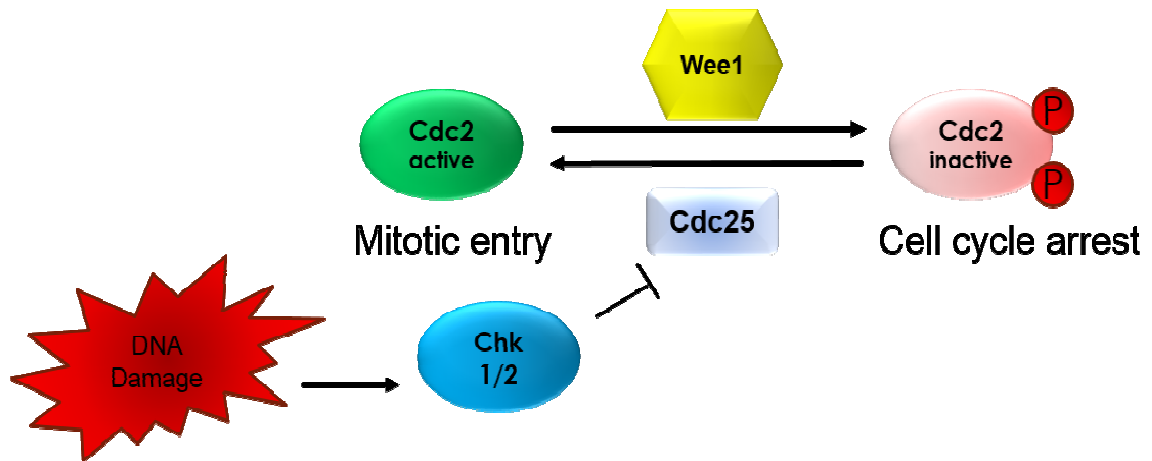 Wee1
Cdc2
active
Cdc2
inactive
P
P
Cdc25
Mitotic entry
Cell cycle arrest
DNA
Damage
Chk
1/2